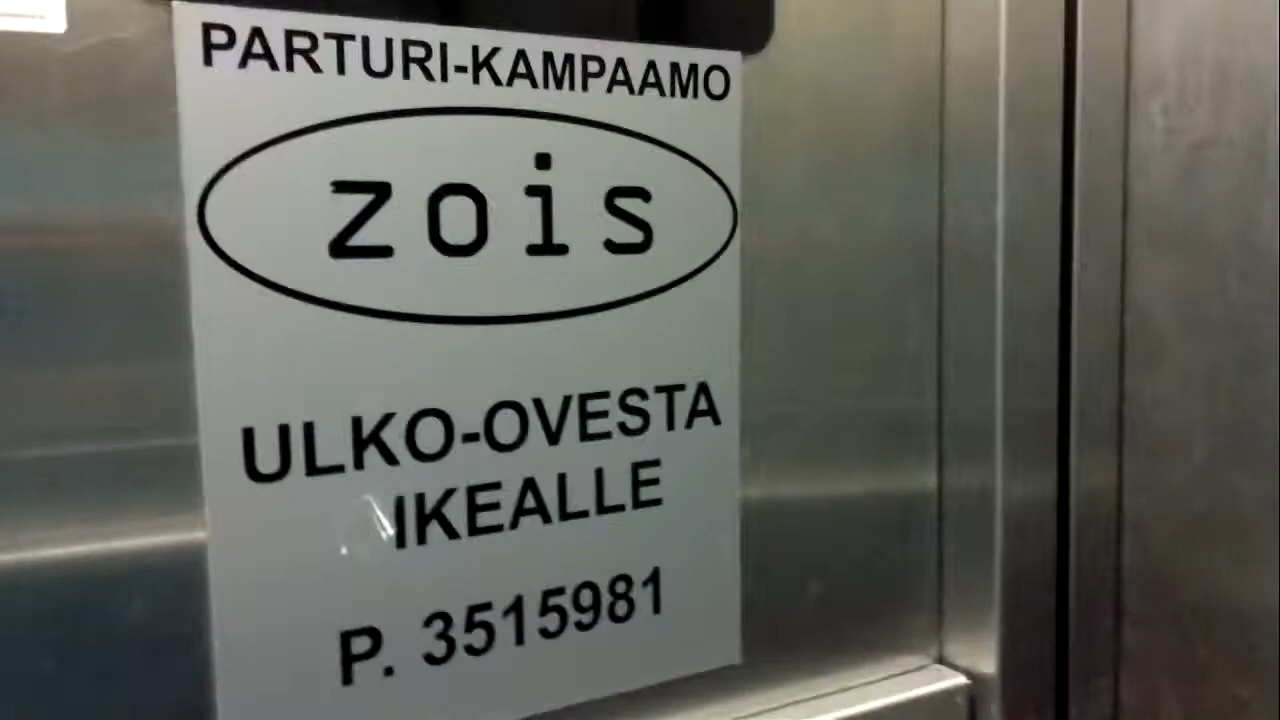 PARTURI-KAMPAAMO
zois
ULKO-OVESTA
IKEALLE
P. 3515981